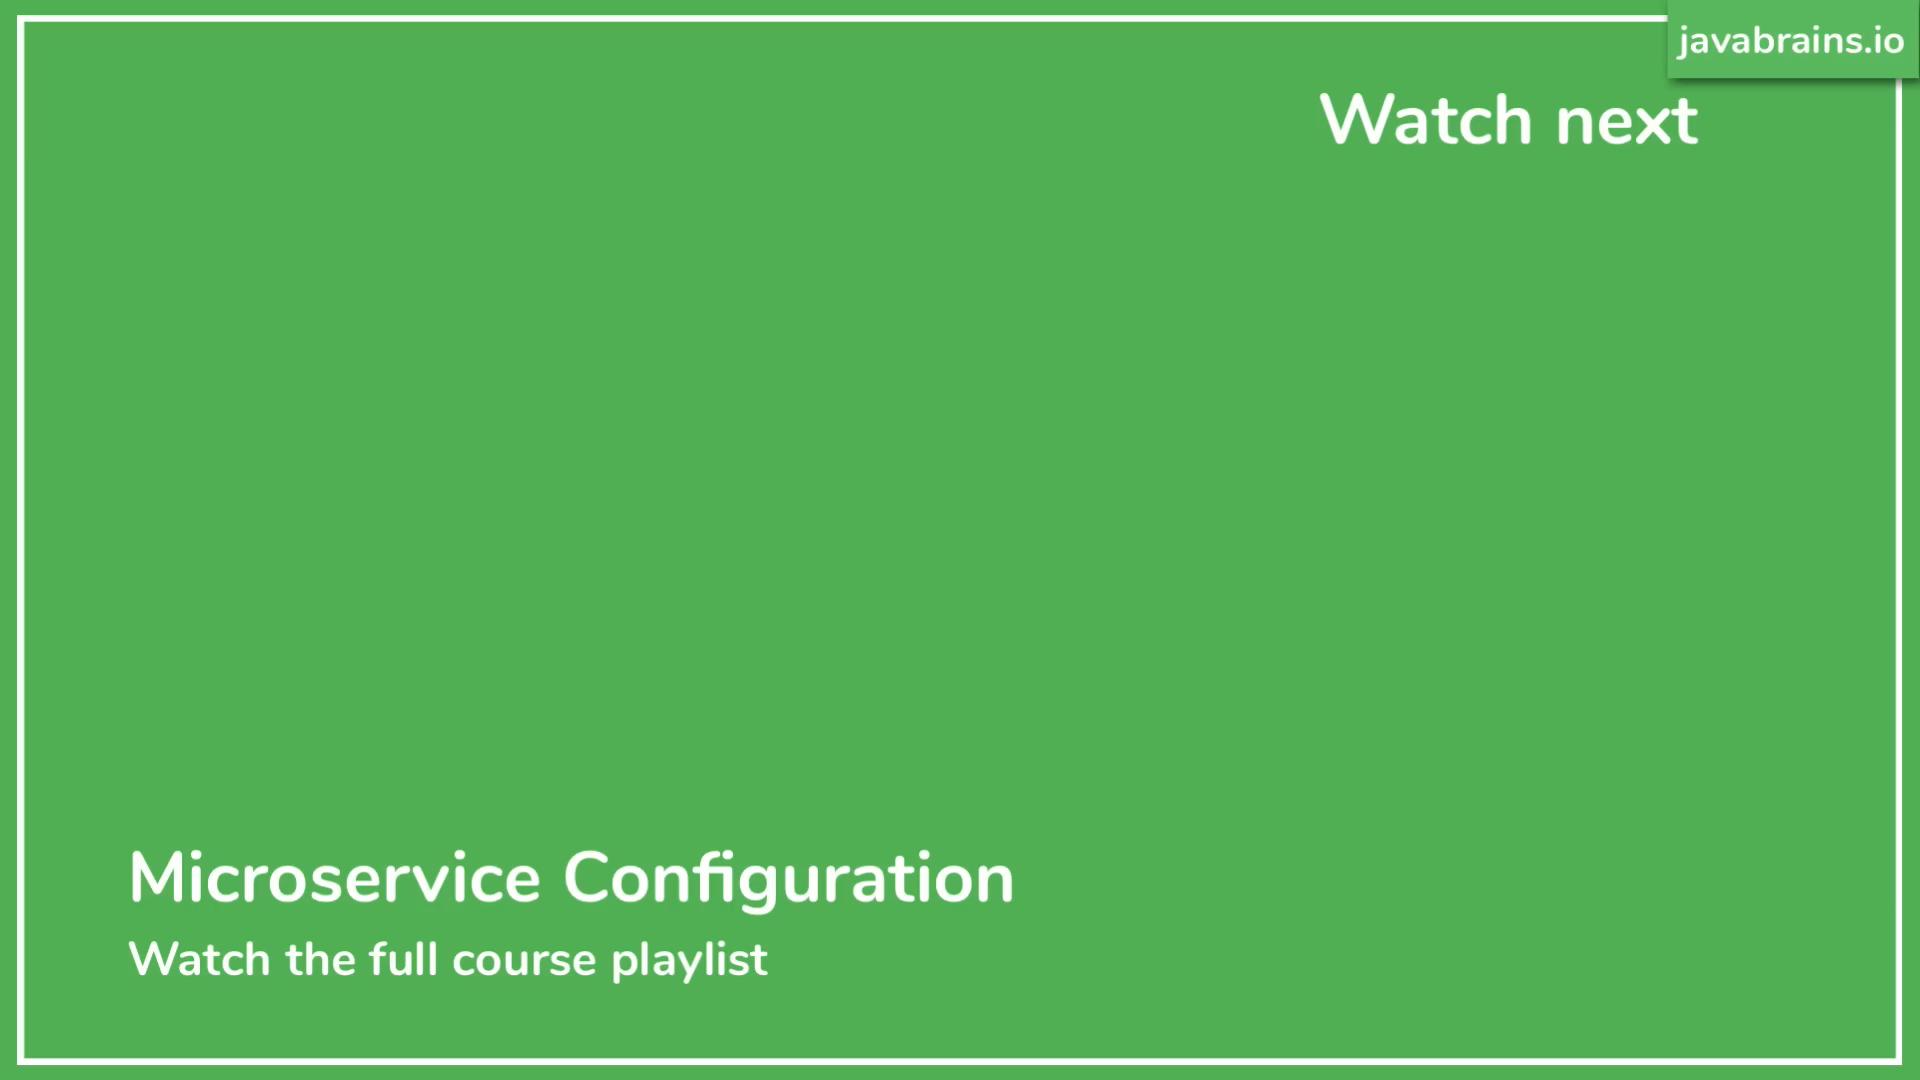 javabrains.io
Watch next
Microservice Configuration
Watch the full course playlist